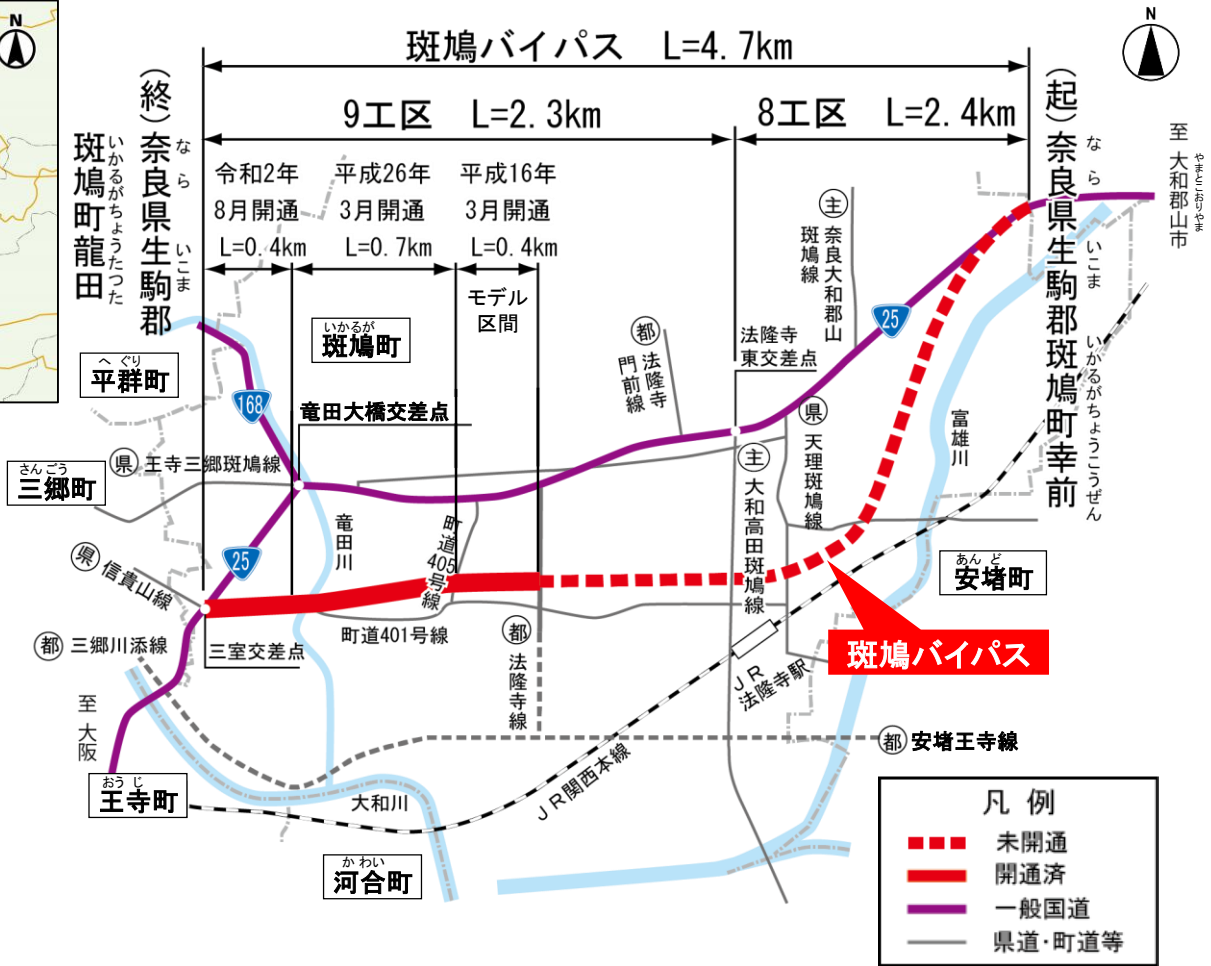 N
N
斑鳩バイパス　L=4.7km
9工区　L=2.3km
8工区　L=2.4km
令和2年
8月開通
L=0.4km
平成26年
3月開通
L=0.7km
平成16年
3月開通
L=0.4km
モデル
区間
(終)奈良県生駒郡
なら　いこま
斑鳩町龍田
いかるがちょうたつた
(起)奈良県生駒郡斑鳩町幸前
なら　いこま　いかるがちょうこうぜん
至 大和郡山市
やまとこおりやま
主 奈良大和郡山
斑鳩線
25
いかるが
斑鳩町
都 法隆寺
門前線
法隆寺
東交差点
へぐり
平群町
168
竜田大橋交差点
県 天理斑鳩線
富雄川
さんごう
三郷町
県 王寺三郷斑鳩線
主 大和高田斑鳩線
竜田川
町道405号線
県 信貴山線
25
あんど
安堵町
都 三郷川添線
三室交差点
町道401号線
都 法隆寺線
斑鳩バイパス
JR
法隆寺駅
至 大阪
都 安堵王寺線
おうじ
王寺町
大和川
JR関西本線
かわい
河合町
凡例
未開通
開通済
一般国道
県道・町道等